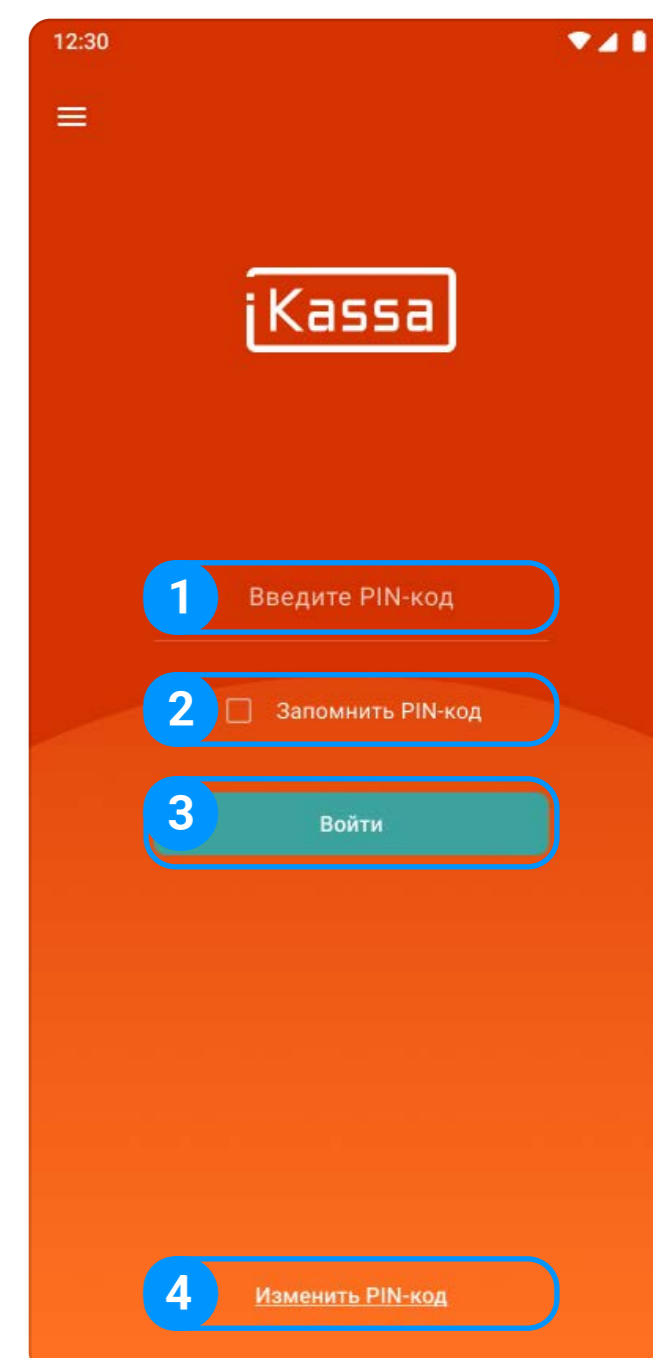 12:30
iKassa
1 Введите PIN-код
2 Запомнить PIN-код
3 Войти
4 Изменить PIN-код